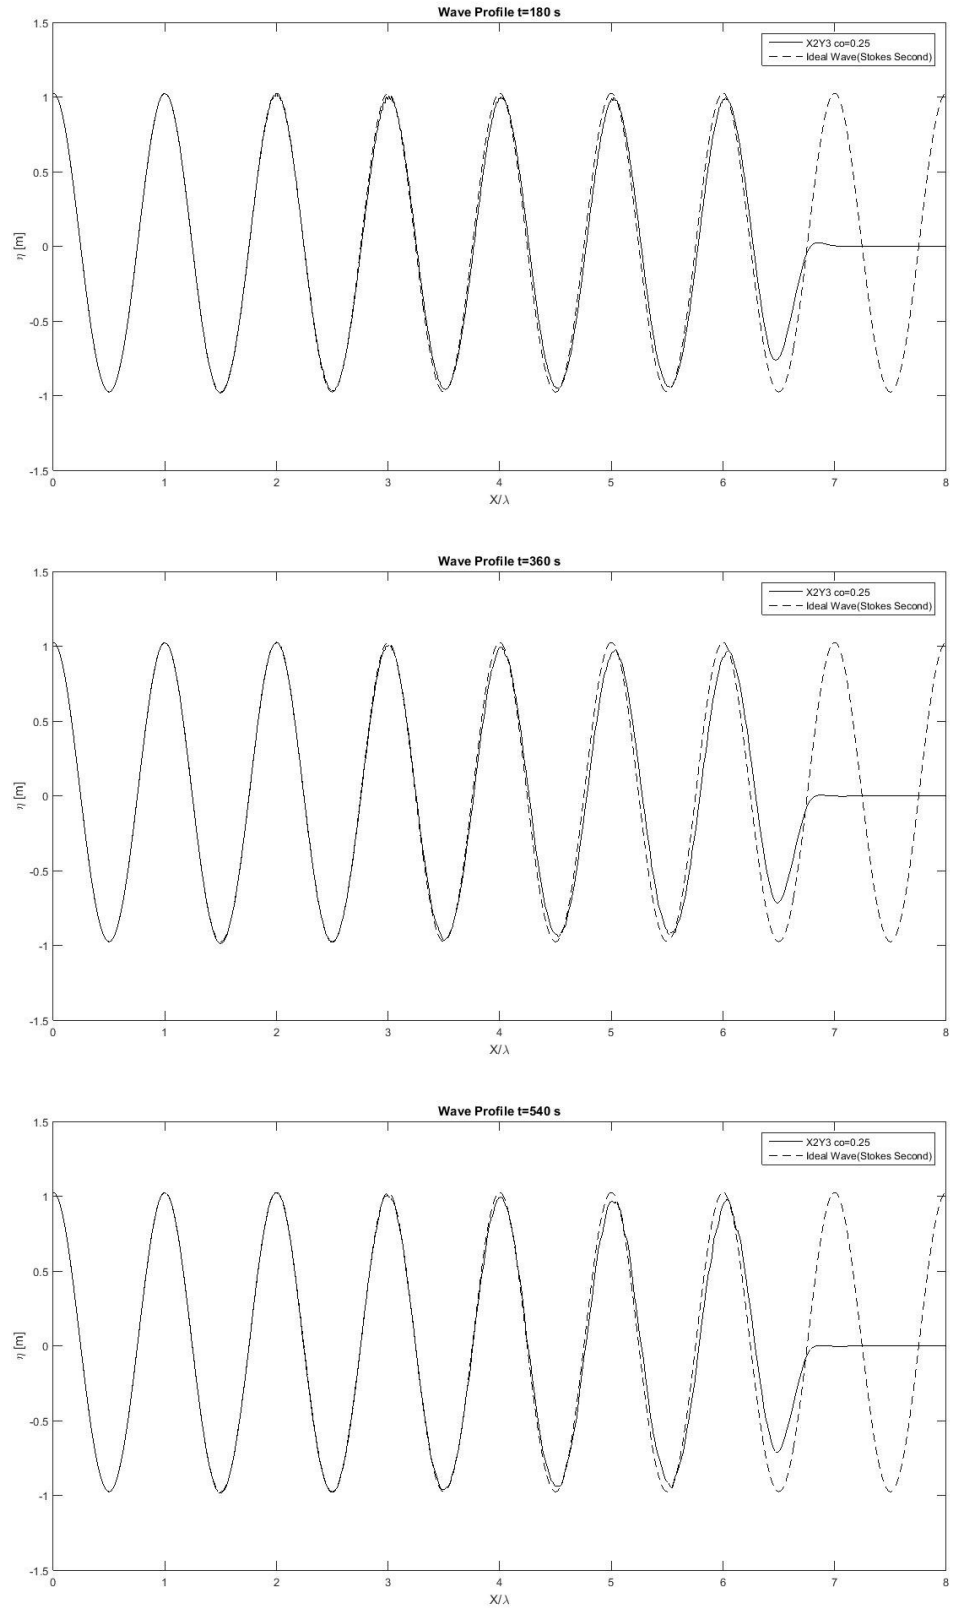 Wave Profile t=180 s
X2Y3 co=0.25
Ideal Wave(Stokes Second)
1.5
1
0.5
0
-0.5
-1
-1.5
η [m]
0 1 2 3 4 5 6 7 8
X/λ
Wave Profile t=360 s
X2Y3 co=0.25
Ideal Wave(Stokes Second)
1.5
1
0.5
0
-0.5
-1
-1.5
η [m]
0 1 2 3 4 5 6 7 8
X/λ
Wave Profile t=540 s
X2Y3 co=0.25
Ideal Wave(Stokes Second)
1.5
1
0.5
0
-0.5
-1
-1.5
η [m]
0 1 2 3 4 5 6 7 8
X/λ